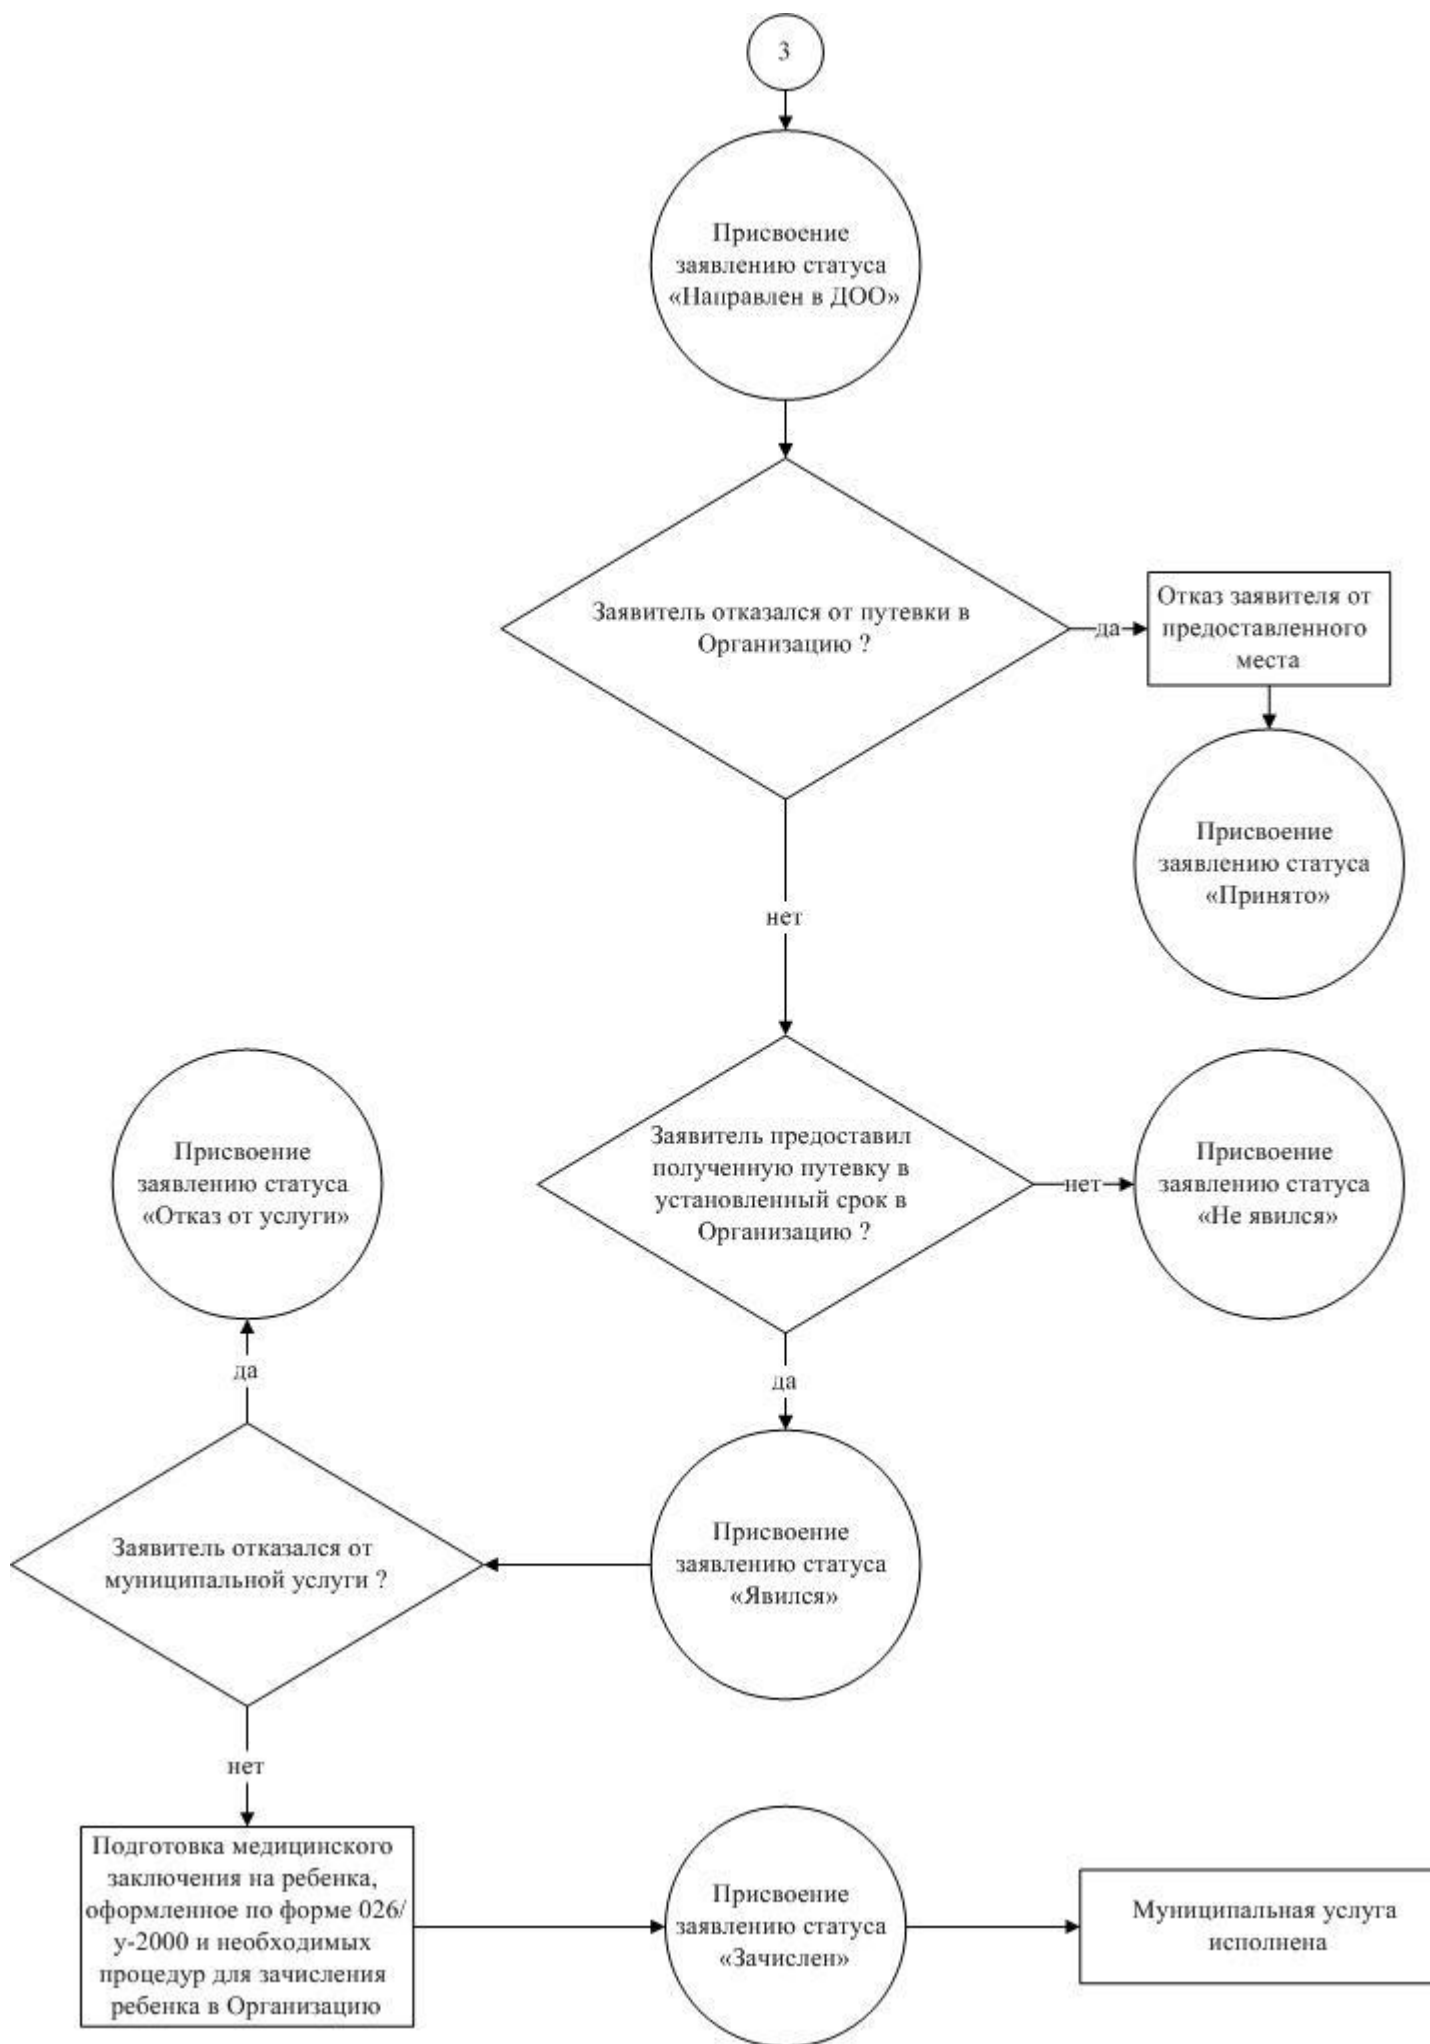 3
Присвоение
заявлению статуса
«Направлен в ДОО»
Заявитель отказался от путевки в
Организацию ?
да
Отказ заявителя от
предоставленного
места
Присвоение
заявлению статуса
«Принято»
нет
Заявитель предоставил
полученную путевку в
установленный срок в
Организацию ?
нет
Присвоение
заявлению статуса
«Не явился»
Присвоение
заявлению статуса
«Отказ от услуги»
да
да
Присвоение
заявлению статуса
«Явился»
Заявитель отказался от
муниципальной услуги ?
нет
Подготовка медицинского
заключения на ребенка,
оформленное по форме 026/
у-2000 и необходимых
процедур для зачисления
ребенка в Организацию
Присвоение
заявлению статуса
«Зачислен»
Муниципальная услуга
исполнена